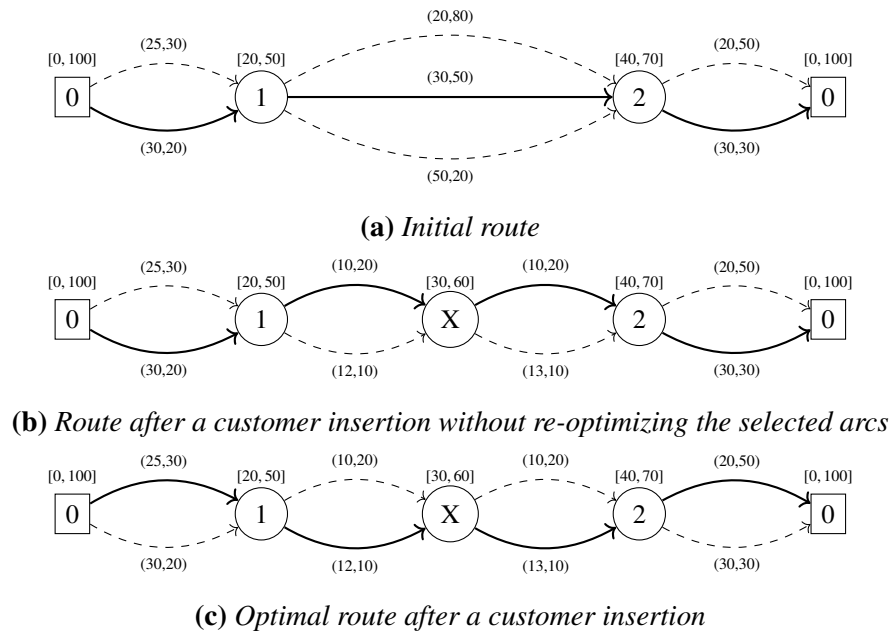 (25,30) (20,80) (20,50)
[0, 100] [20, 50] [40, 70] [0, 100]
(30,50)
0 1 2 0
(30,20) (50,20) (30,30)
(a) Initial route
(25,30) (10,20) (10,20) (20,50)
[0, 100] [20, 50] [30, 60] [40, 70] [0, 100]
0 1 X 2 0
(30,20) (12,10) (13,10) (30,30)
(b) Route after a customer insertion without re-optimizing the selected arcs
(25,30) (10,20) (10,20) (20,50)
[0, 100] [20, 50] [30, 60] [40, 70] [0, 100]
0 1 X 2 0
(30,20) (12,10) (13,10) (30,30)
(c) Optimal route after a customer insertion